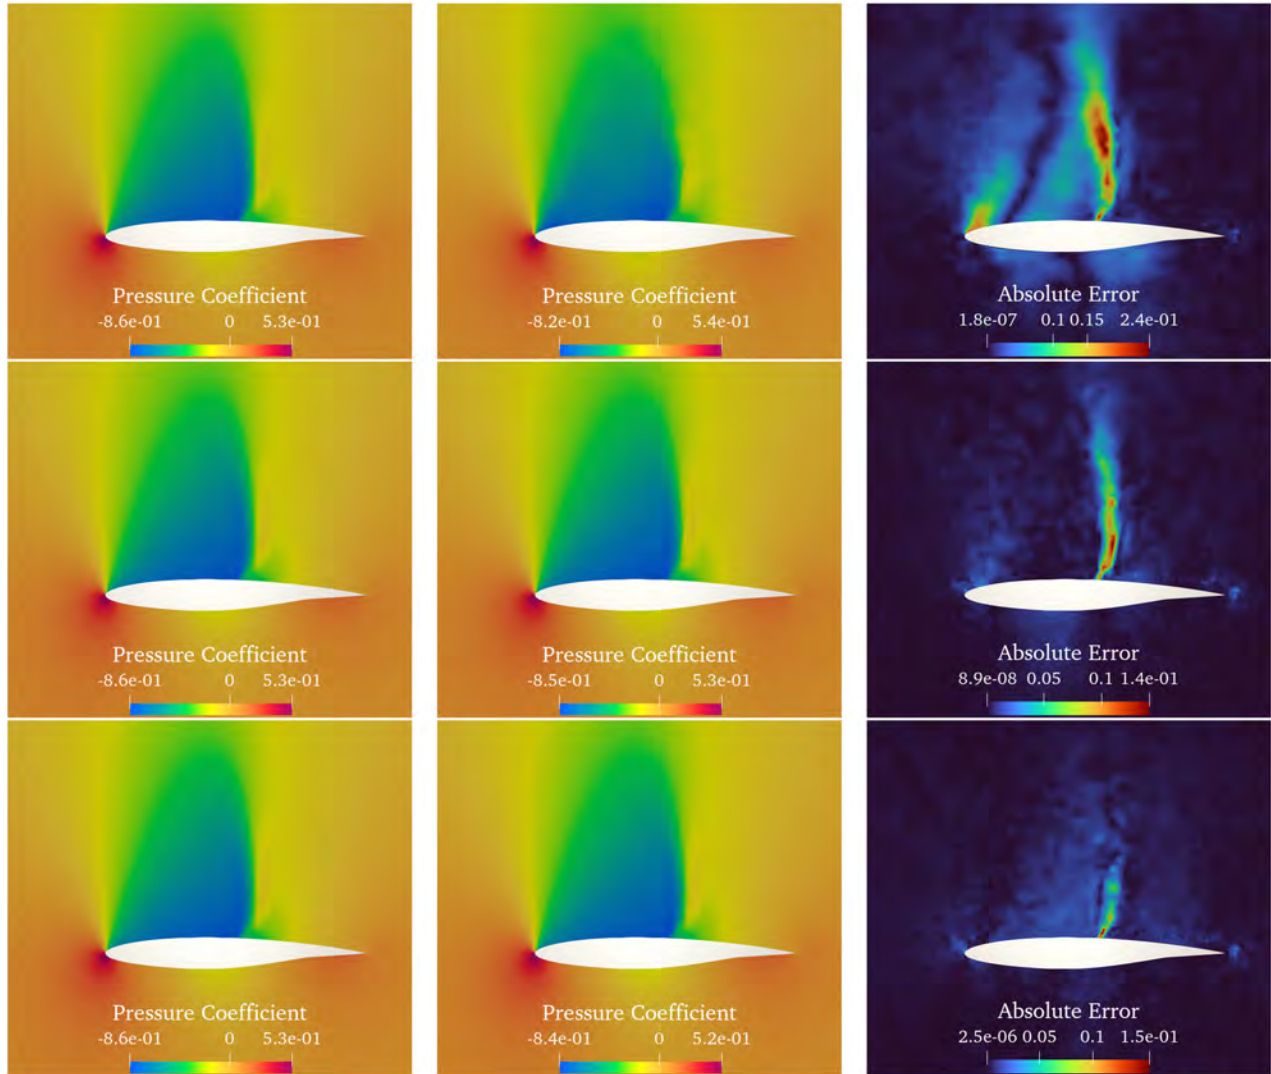 Pressure Coefficient
-8.6e-01 0 5.3e-01
Pressure Coefficient
-8.2e-01 0 5.4e-01
Absolute Error
1.8e-07 0.1 0.15 2.4e-01
Pressure Coefficient
-8.6e-01 0 5.3e-01
Pressure Coefficient
-8.5e-01 0 5.3e-01
Absolute Error
8.9e-08 0.05 0.1 1.4e-01
Pressure Coefficient
-8.6e-01 0 5.3e-01
Pressure Coefficient
-8.4e-01 0 5.2e-01
Absolute Error
2.5e-06 0.05 0.1 1.5e-01